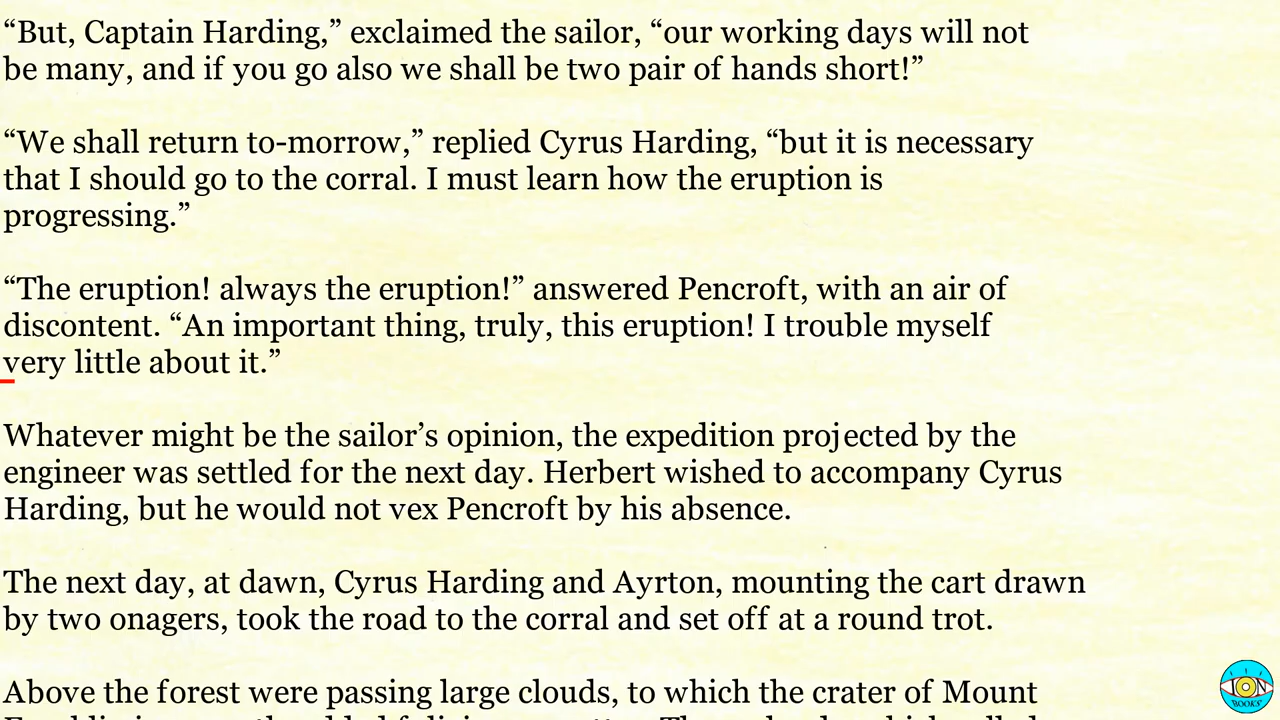 “But, Captain Harding,” exclaimed the sailor, “our working days will not
be many, and if you go also we shall be two pair of hands short!”
“We shall return to-morrow,” replied Cyrus Harding, “but it is necessary
that I should go to the corral. I must learn how the eruption is
progressing.”
“The eruption! always the eruption!” answered Pencroft, with an air of
discontent. “An important thing, truly, this eruption! I trouble myself
very little about it.”
Whatever might be the sailor’s opinion, the expedition projected by the
engineer was settled for the next day. Herbert wished to accompany Cyrus
Harding, but he would not vex Pencroft by his absence.
The next day, at dawn, Cyrus Harding and Ayrton, mounting the cart drawn
by two onagers, took the road to the corral and set off at a round trot.
Above the forest were passing large clouds, to which the crater of Mount
ION
BOOKS